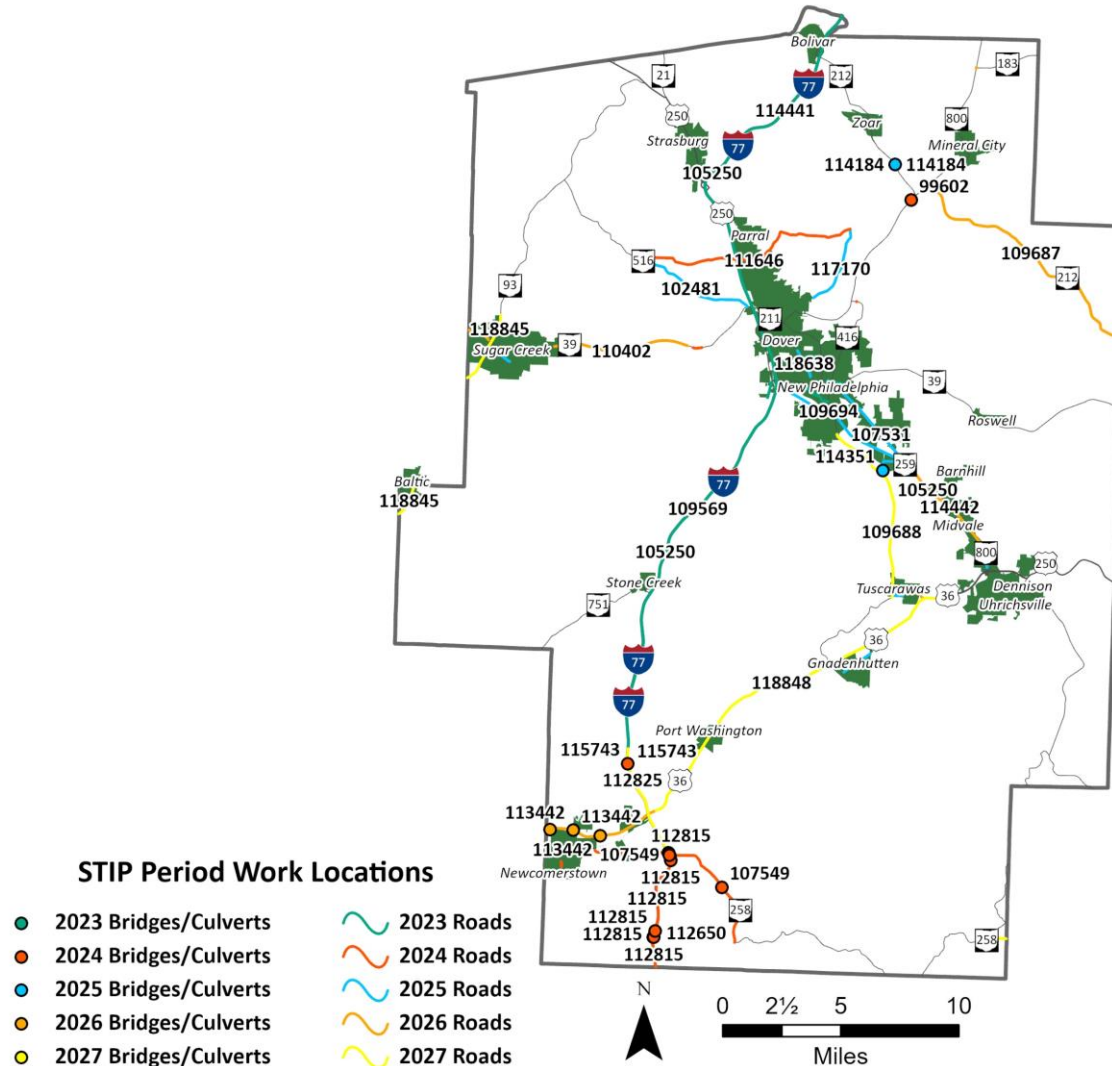 Bolivar
21
183
212
77
114441
250
800
Zoar
Strasburg
Mineral City
77
114184
114184
105250
99602
250
Parral
109687
516
111646
117170
212
93
102481
211
118845
416
Sugar Creek
39
110402
Dover
118638
New Philadelphia
39
109694
Roswell
107531
114351
259
Barnhill
Baltic
77
105250
118845
114442
109569
Midvale
109688
105250
800
250
Stone Creek
Dennison
Tuscarawas
36
751
Uhrichsville
36
77
Gnadenhutten
118848
77
Port Washington
115743
115743
112825
36
113442
113442
112815
113442
107549
Newcomerstown
112815
107549
112815
258
112815
112815
112650
258
112815
STIP Period Work Locations
2023 Bridges/Culverts
2023 Roads
2024 Bridges/Culverts
2024 Roads
2025 Bridges/Culverts
2025 Roads
2026 Bridges/Culverts
2026 Roads
2027 Bridges/Culverts
2027 Roads
N
0 2½ 5 10
Miles